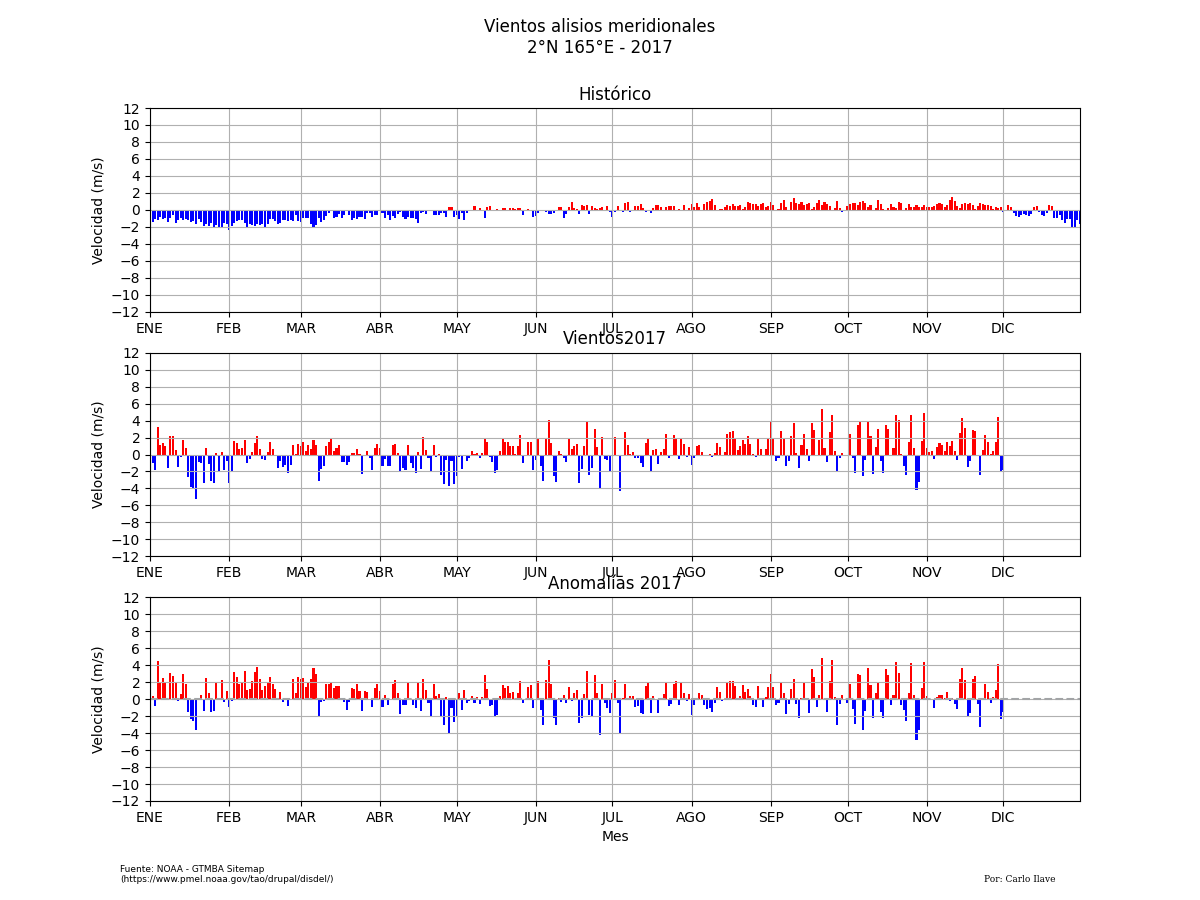 Vientos alisios meridionales
2°N 165°E - 2017
Histórico
12
10
8
6
4
2
0
−2
−4
−6
−8
−10
−12
Velocidad (m/s)
ENE FEB MAR ABR MAY JUN JUL AGO SEP OCT NOV DIC
Vientos2017
12
10
8
6
4
2
0
−2
−4
−6
−8
−10
−12
Velocidad (m/s)
ENE FEB MAR ABR MAY JUN JUL AGO SEP OCT NOV DIC
Anomalías 2017
12
10
8
6
4
2
0
−2
−4
−6
−8
−10
−12
Velocidad (m/s)
ENE FEB MAR ABR MAY JUN JUL AGO SEP OCT NOV DIC
Mes
Fuente: NOAA - GTMBA Sitemap
(https://www.pmel.noaa.gov/tao/drupal/disdel/)
Por: Carlo Ilave